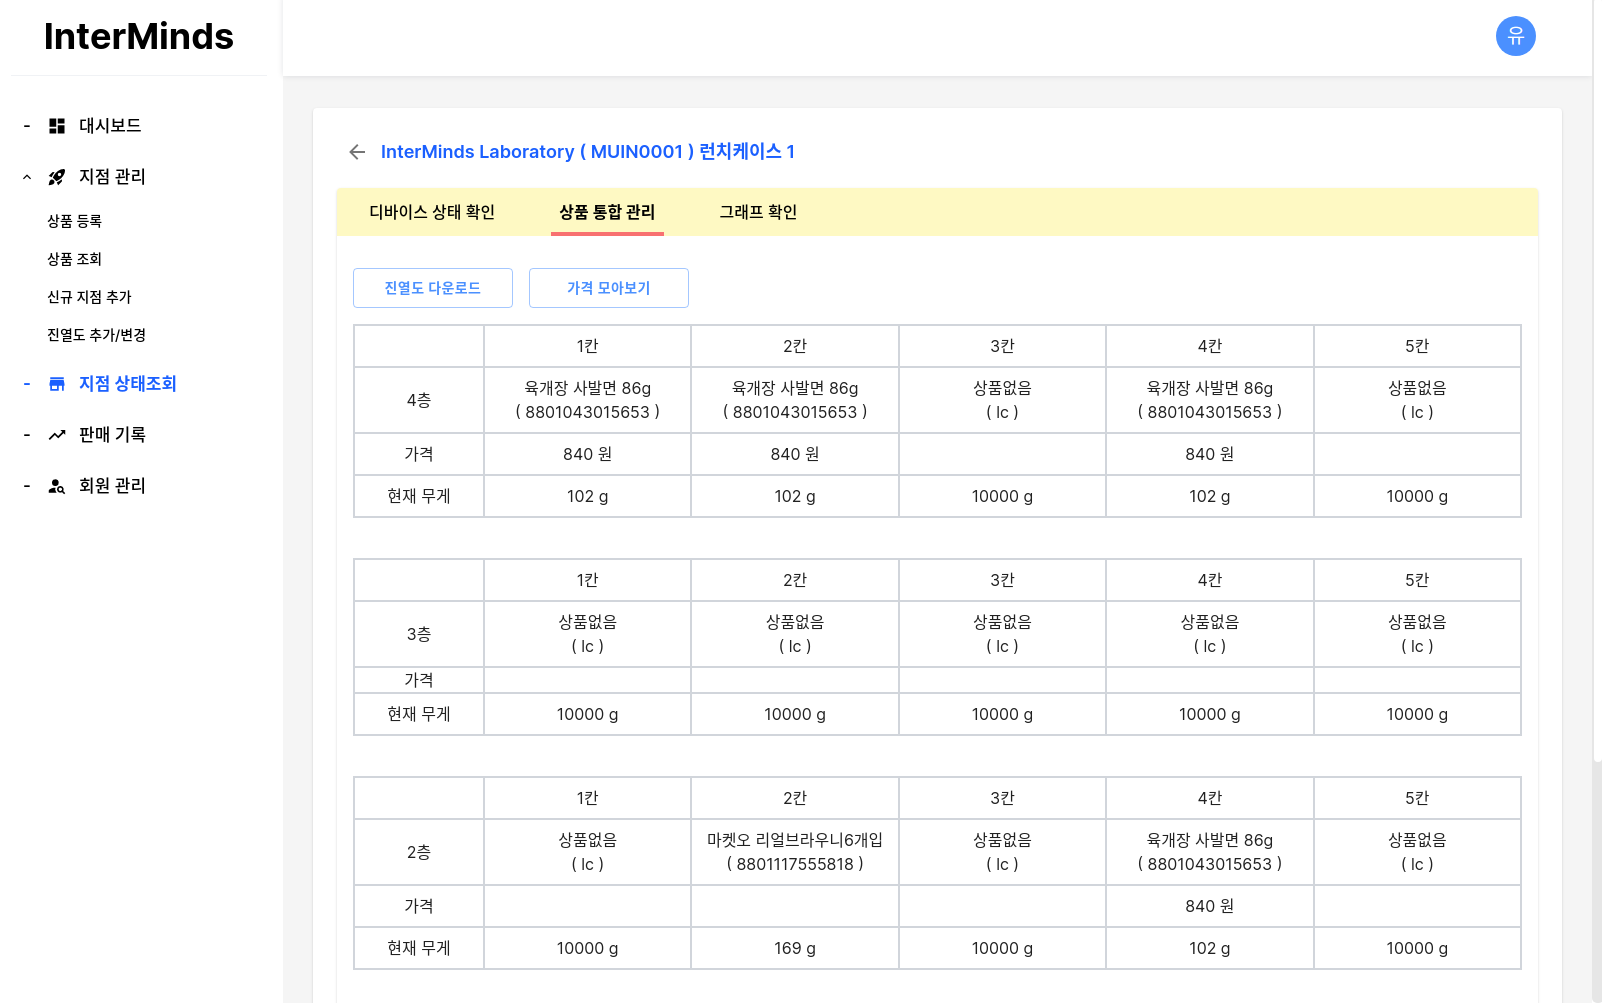 InterMinds
유
- 대시보드
지점 관리
상품 등록
상품 조회
신규 지점 추가
진열도 추가/변경
- 지점 상태조회
- 판매 기록
- 회원 관리
InterMinds Laboratory ( MUIN0001 ) 런치케이스 1
디바이스 상태 확인 상품 통합 관리 그래프 확인
진열도 다운로드 가격 모아보기
1칸 2칸 3칸 4칸 5칸
4층 육개장 사발면 86g ( 8801043015653 ) 육개장 사발면 86g ( 8801043015653 ) 상품없음 ( lc ) 육개장 사발면 86g ( 8801043015653 ) 상품없음 ( lc )
가격 840 원 840 원 840 원
현재 무게 102 g 102 g 10000 g 102 g 10000 g
1칸 2칸 3칸 4칸 5칸
3층 상품없음 ( lc ) 상품없음 ( lc ) 상품없음 ( lc ) 상품없음 ( lc ) 상품없음 ( lc )
가격
현재 무게 10000 g 10000 g 10000 g 10000 g 10000 g
1칸 2칸 3칸 4칸 5칸
2층 상품없음 ( lc ) 마켓오 리얼브라우니6개입 ( 8801117555818 ) 상품없음 ( lc ) 육개장 사발면 86g ( 8801043015653 ) 상품없음 ( lc )
가격 840 원
현재 무게 10000 g 169 g 10000 g 102 g 10000 g